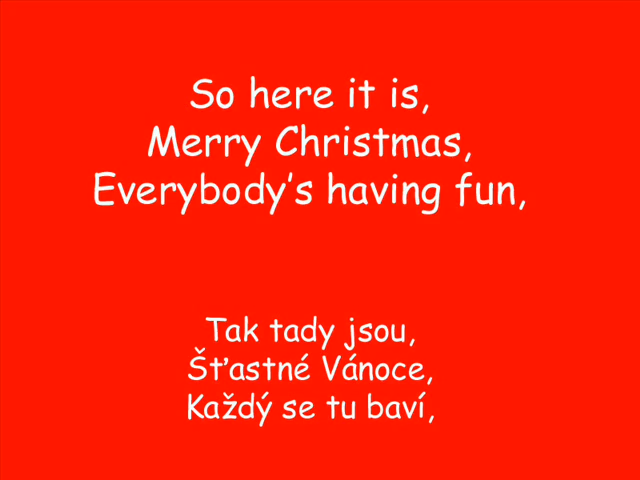 So here it is,
Merry Christmas,
Everybody's having fun,
Tak tady jsou,
Šťastné Vánoce,
Každý se tu baví,